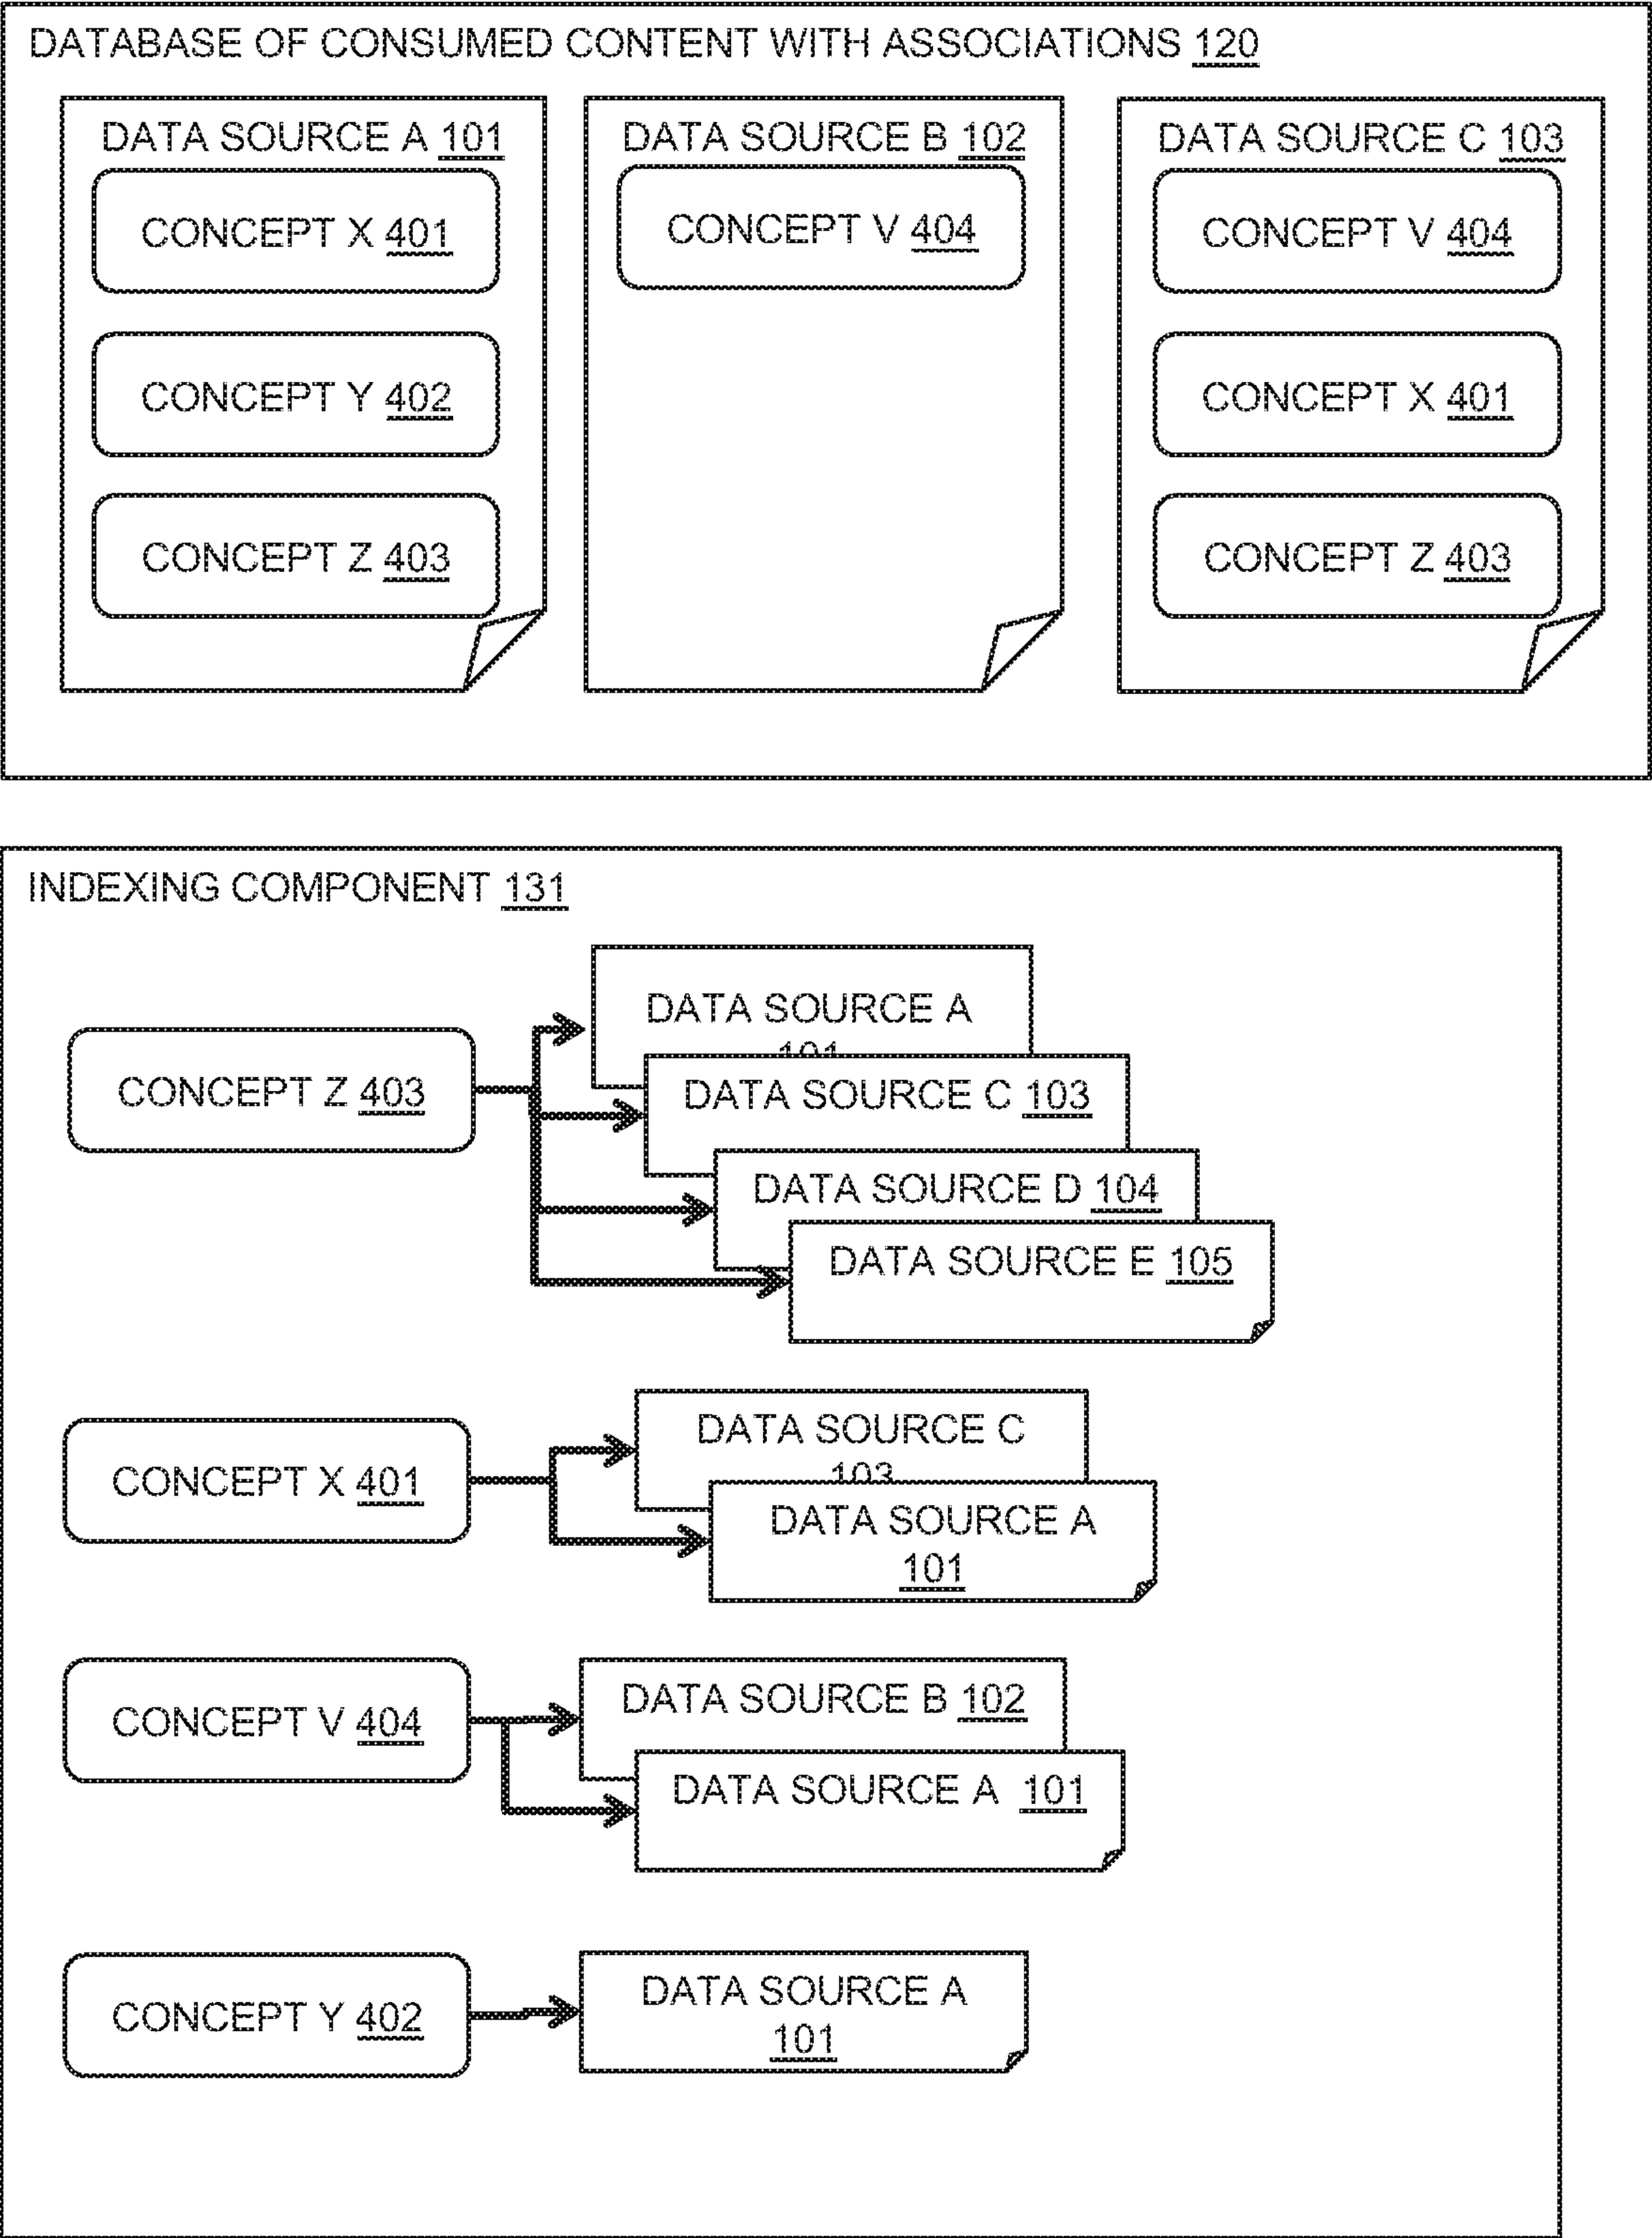 DATABASE OF CONSUMED CONTENT WITH ASSOCIATIONS 120
DATA SOURCE A 101
CONCEPT X 401
CONCEPT Y 402
CONCEPT Z 403
DATA SOURCE B 102
CONCEPT V 404
DATA SOURCE C 103
CONCEPT V 404
CONCEPT X 401
CONCEPT Z 403
INDEXING COMPONENT 131
CONCEPT Z 403
DATA SOURCE A
101
DATA SOURCE C 103
DATA SOURCE D 104
DATA SOURCE E 105
CONCEPT X 401
DATA SOURCE C
103
DATA SOURCE A
101
CONCEPT V 404
DATA SOURCE B 102
DATA SOURCE A 101
CONCEPT Y 402
DATA SOURCE A
101